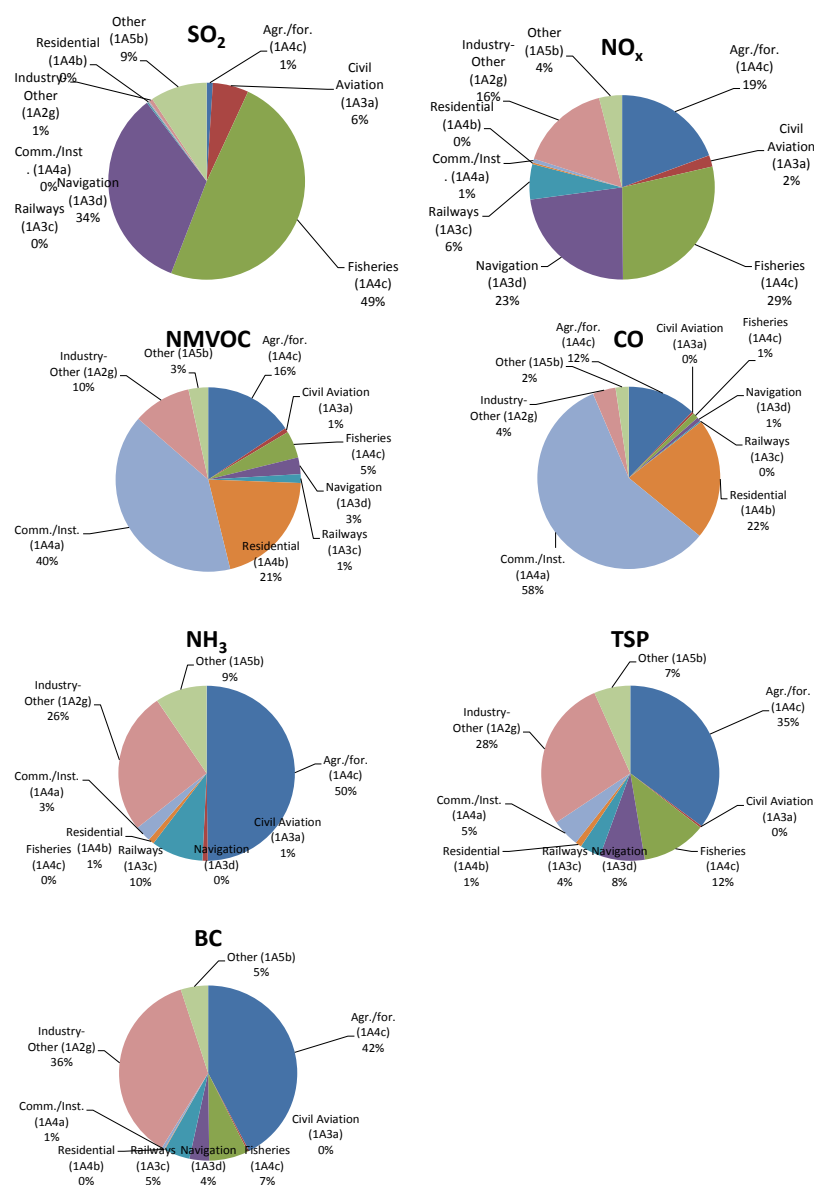 SO2
Other
(1A5b)
9%
Agr./for.
(1A4c)
1%
Civil
Aviation
(1A3a)
6%
Fisheries
(1A4c)
49%
Navigation
(1A3d)
34%
Railways
(1A3c)
0%
Comm./Inst
. (1A4a)
0%
Industry-
Other
(1A2g)
1%
Residential
(1A4b)
0%
NOx
Other
(1A5b)
4%
Agr./for.
(1A4c)
19%
Civil
Aviation
(1A3a)
2%
Fisheries
(1A4c)
29%
Navigation
(1A3d)
23%
Railways
(1A3c)
6%
Comm./Inst
. (1A4a)
1%
Residential
(1A4b)
0%
Industry-
Other
(1A2g)
16%
NMVOC
Other (1A5b)
3%
Agr./for.
(1A4c)
16%
Civil Aviation
(1A3a)
1%
Fisheries
(1A4c)
5%
Navigation
(1A3d)
3%
Railways
(1A3c)
1%
Residential
(1A4b)
21%
Comm./Inst.
(1A4a)
40%
Industry-
Other (1A2g)
10%
CO
Agr./for.
(1A4c)
12%
Civil Aviation
(1A3a)
0%
Fisheries
(1A4c)
1%
Navigation
(1A3d)
1%
Railways
(1A3c)
0%
Residential
(1A4b)
22%
Comm./Inst.
(1A4a)
58%
Industry-
Other (1A2g)
4%
Other (1A5b)
2%
NH3
Other (1A5b)
9%
Agr./for.
(1A4c)
50%
Civil Aviation
(1A3a)
1%
Navigation
(1A3d)
0%
Railways
(1A3c)
10%
Residential
(1A4b)
1%
Fisheries
(1A4c)
0%
Comm./Inst.
(1A4a)
3%
Industry-
Other (1A2g)
26%
TSP
Other (1A5b)
7%
Agr./for.
(1A4c)
35%
Civil Aviation
(1A3a)
0%
Fisheries
(1A4c)
12%
Navigation
(1A3d)
8%
Railways
(1A3c)
4%
Residential
(1A4b)
1%
Comm./Inst.
(1A4a)
5%
Industry-
Other (1A2g)
28%
BC
Other (1A5b)
5%
Agr./for.
(1A4c)
42%
Civil Aviation
(1A3a)
0%
Fisheries
(1A4c)
7%
Navigation
(1A3d)
4%
Railways
(1A3c)
5%
Residential
(1A4b)
0%
Comm./Inst.
(1A4a)
1%
Industry-
Other (1A2g)
36%